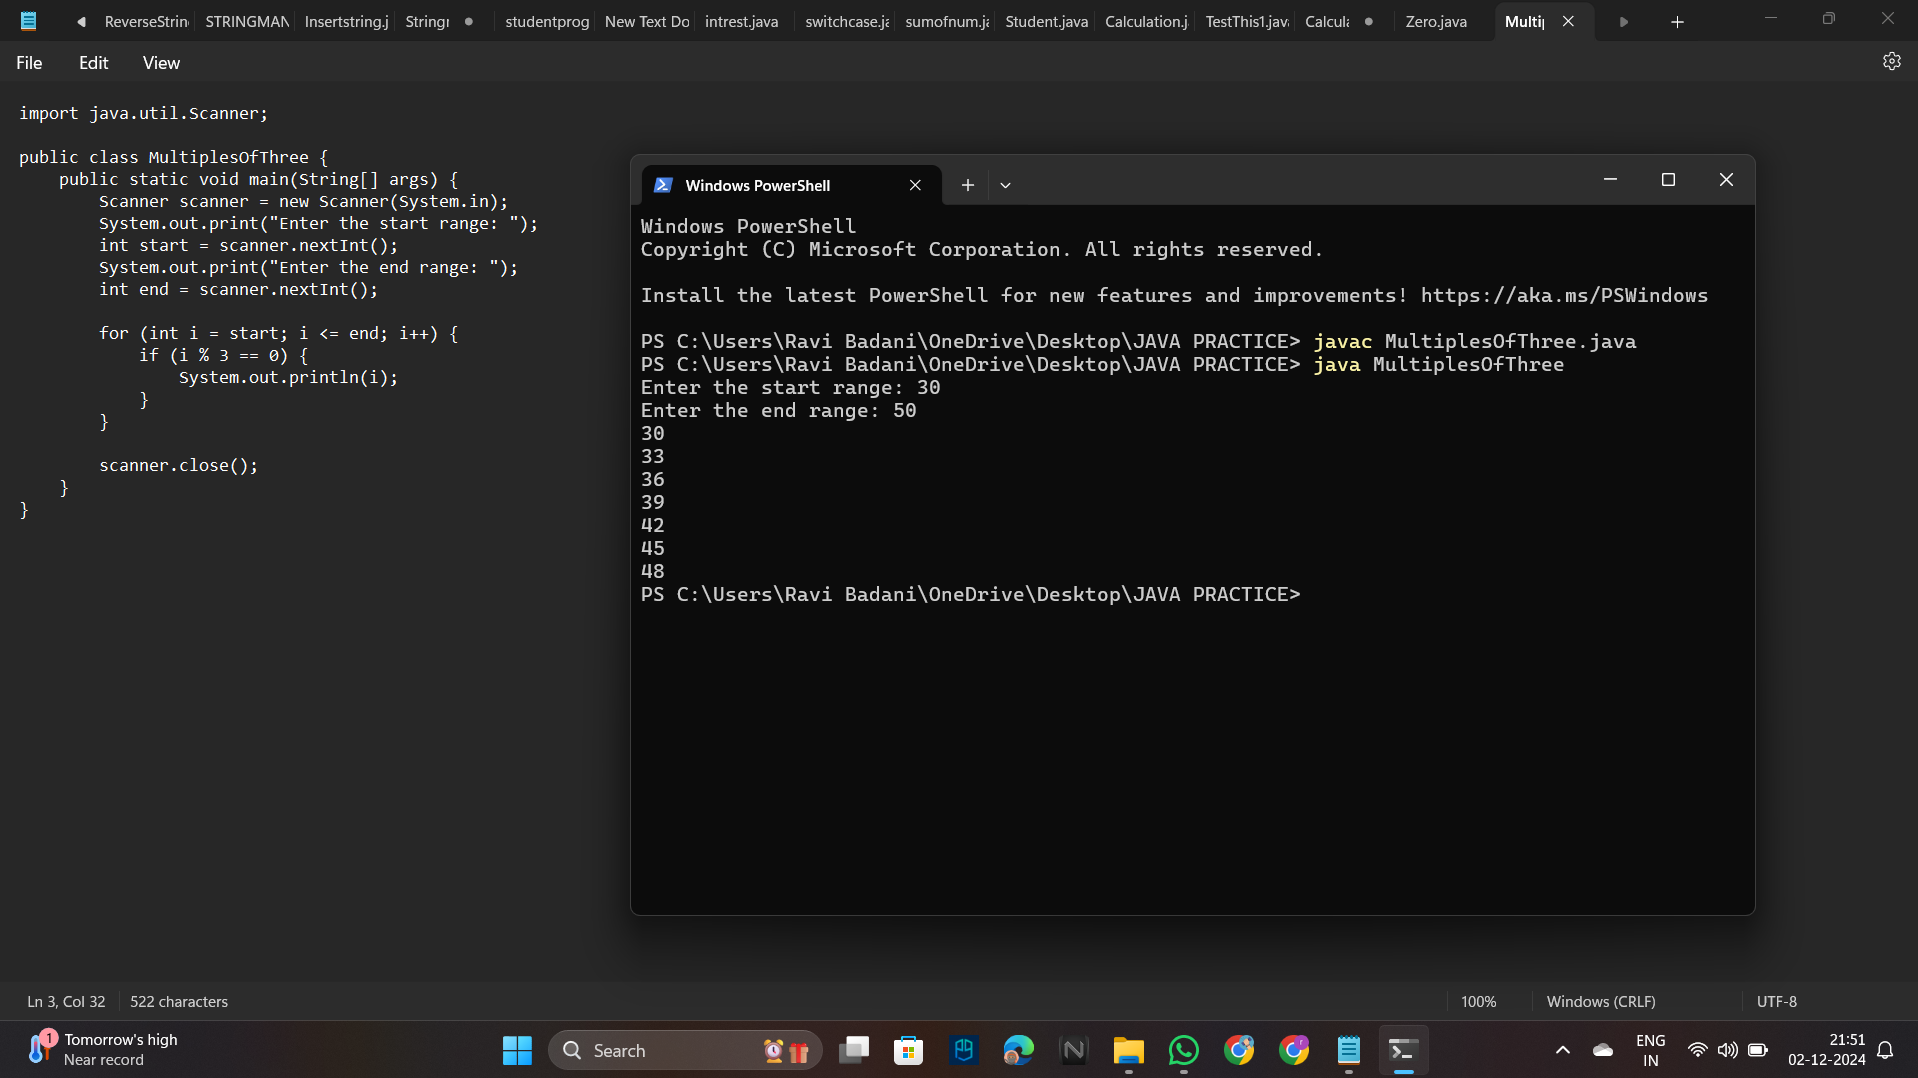 ReverseStrin STRINGMAN Insertstring.j Stringr studentprog New Text Do intrest.java switchcase.ja sumofnum.ja Student.java Calculation.j TestThis1.java Calcula Zero.java Multip
File Edit View
import java.util.Scanner;
public class MultiplesOfThree {
public static void main(String[] args) {
Scanner scanner = new Scanner(System.in);
System.out.print("Enter the start range: ");
int start = scanner.nextInt();
System.out.print("Enter the end range: ");
int end = scanner.nextInt();
for (int i = start; i <= end; i++) {
if (i % 3 == 0) {
System.out.println(i);
}
}
scanner.close();
}
}
Windows PowerShell
Windows PowerShell
Copyright (C) Microsoft Corporation. All rights reserved.
Install the latest PowerShell for new features and improvements! https://aka.ms/PSWindows
PS C:\Users\Ravi Badani\OneDrive\Desktop\JAVA PRACTICE> javac MultiplesOfThree.java
PS C:\Users\Ravi Badani\OneDrive\Desktop\JAVA PRACTICE> java MultiplesOfThree
Enter the start range: 30
Enter the end range: 50
30
33
36
39
42
45
48
PS C:\Users\Ravi Badani\OneDrive\Desktop\JAVA PRACTICE>
Ln 3, Col 32 522 characters 100% Windows (CRLF) UTF-8
1
Tomorrow's high
Near record
Search
ENG
IN
21:51
02-12-2024